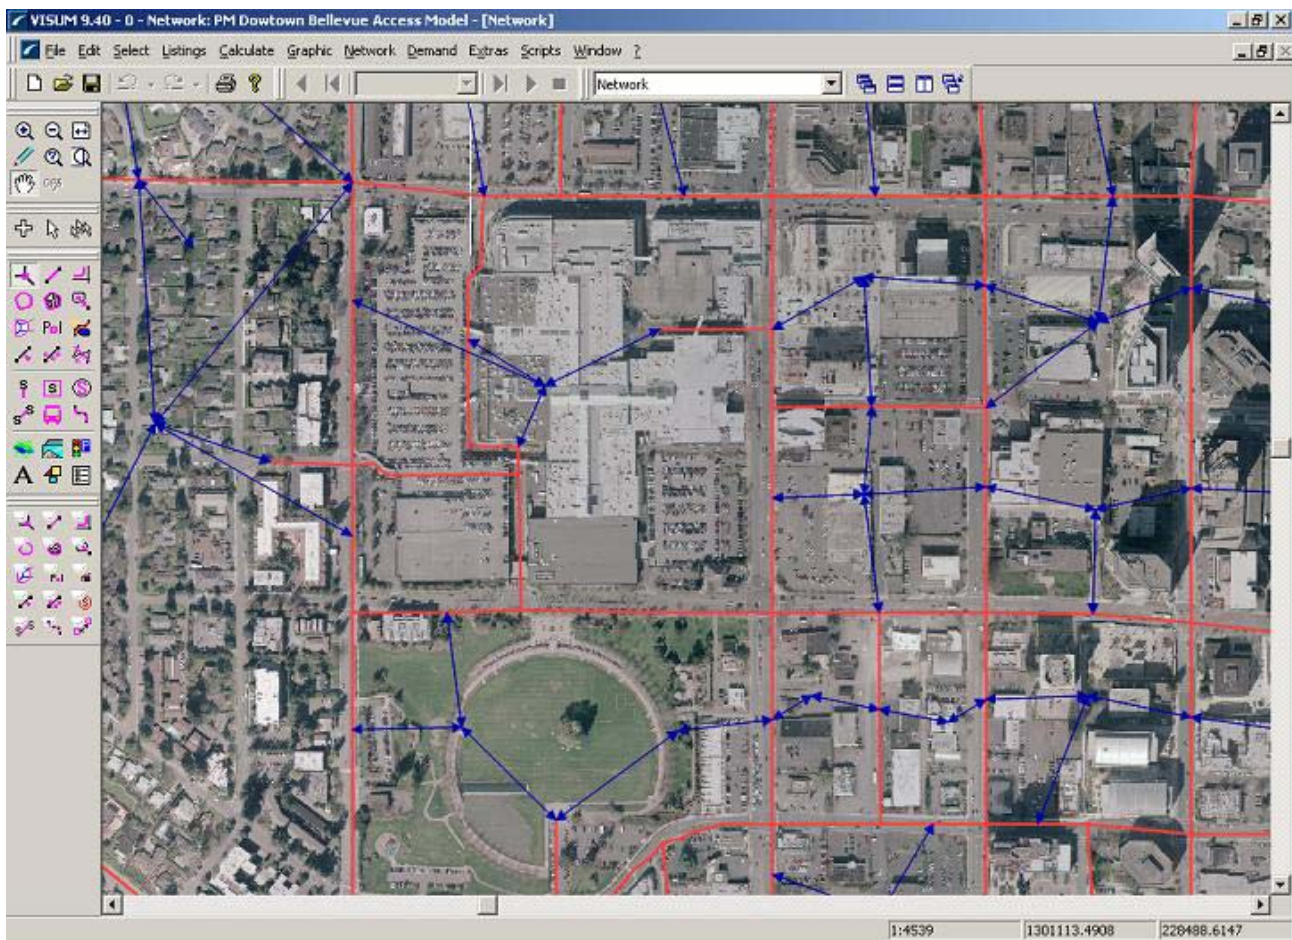 VISUM 9.40 - 0 - Network: PM Dowtown Bellevue Access Model - [Network]
File Edit Select Listings Calculate Graphic Network Demand Extras Scripts Window ?
Network
GPS
Pol
S S S
S S
A
1:4539 1301113.4908 228488.6147